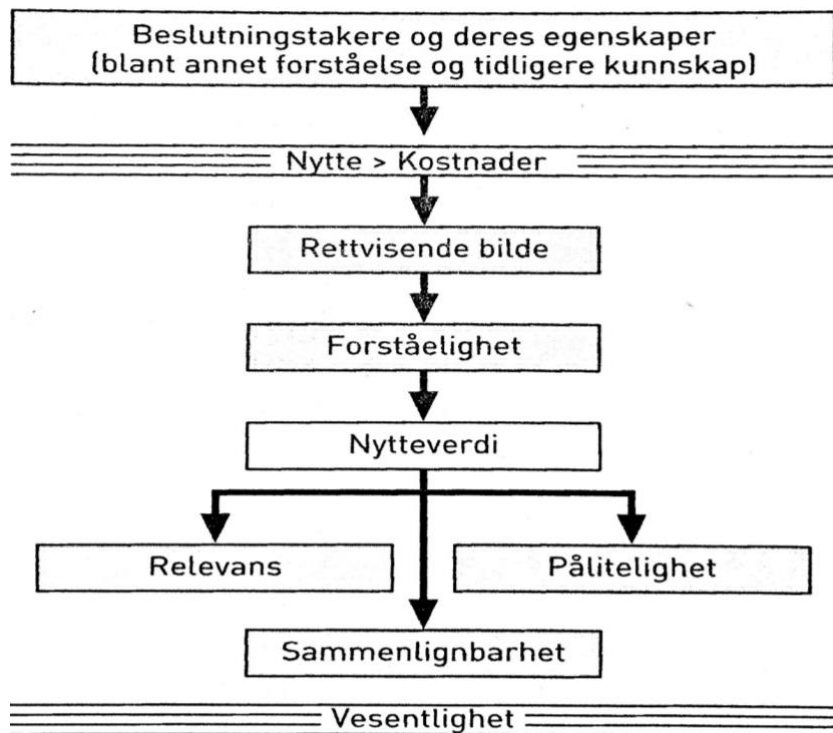 Beslutningstakere og deres egenskaper
(blant annet forståelse og tidligere kunnskap)
Nytte > Kostnader
Rettvisende bilde
Forståelighet
Nytteverdi
Relevans
Pålitelighet
Sammenlignbarhet
Vesentlighet